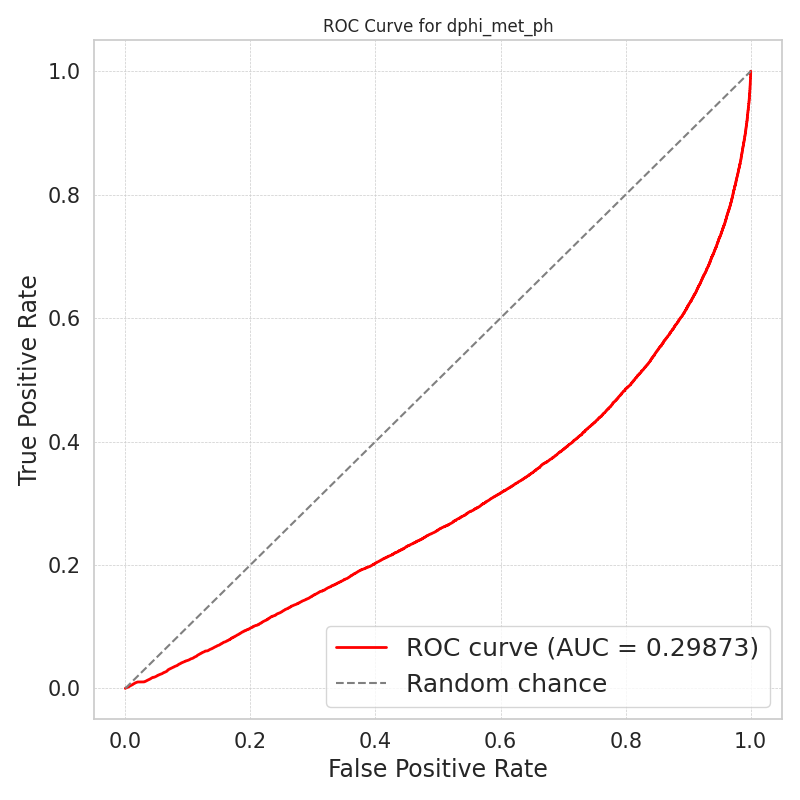 ROC Curve for dphi_met_ph
1.0
0.8
0.6
0.4
0.2
0.0
True Positive Rate
ROC curve (AUC = 0.29873)
Random chance
0.0 0.2 0.4 0.6 0.8 1.0
False Positive Rate